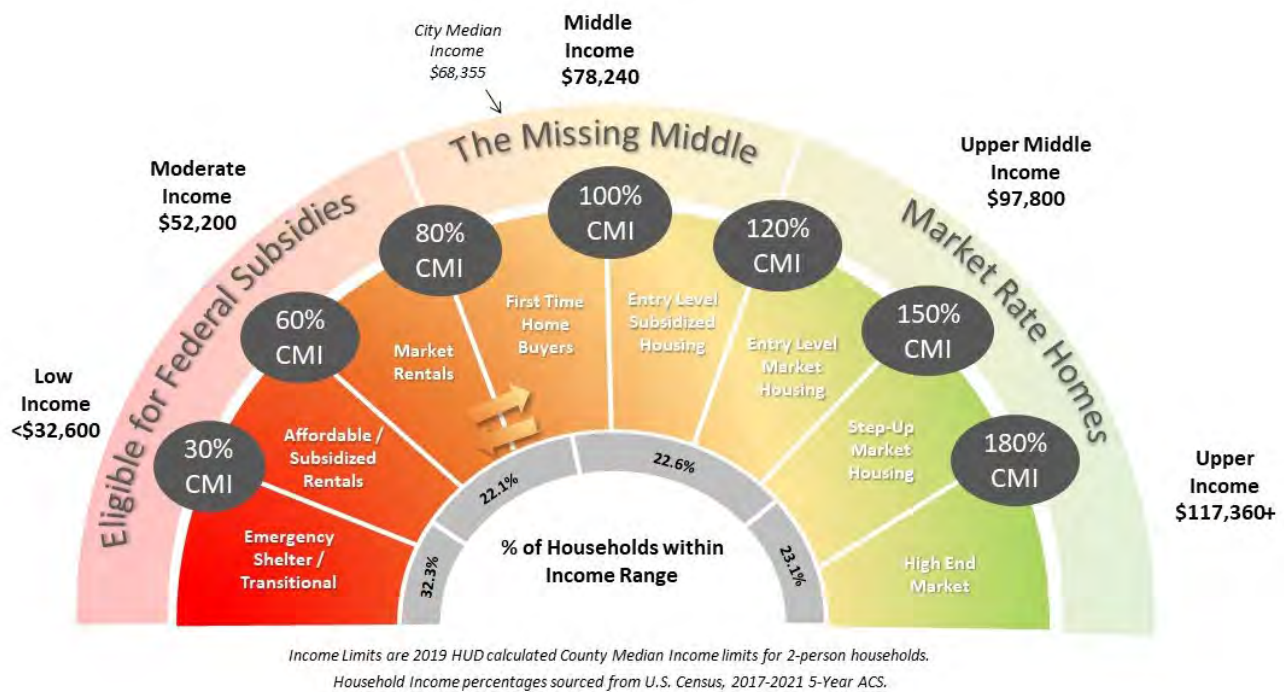 City Median
Income
$68,355
Middle
Income
$78,240
Moderate
Income
$52,200
Upper Middle
Income
$97,800
Low
Income
<$32,600
Upper
Income
$117,360+
Eligible for Federal Subsidies
The Missing Middle
Market Rate Homes
30%
CMI
60%
CMI
80%
CMI
100%
CMI
120%
CMI
150%
CMI
180%
CMI
Emergency
Shelter /
Transitional
Affordable /
Subsidized
Rentals
Market
Rentals
First Time
Home
Buyers
Entry Level
Subsidized
Housing
Entry Level
Market
Housing
Step-Up
Market
Housing
High End
Market
32.3%
22.1%
22.6%
23.1%
% of Households within
Income Range
Income Limits are 2019 HUD calculated County Median Income limits for 2-person households.
Household Income percentages sourced from U.S. Census, 2017-2021 5-Year ACS.